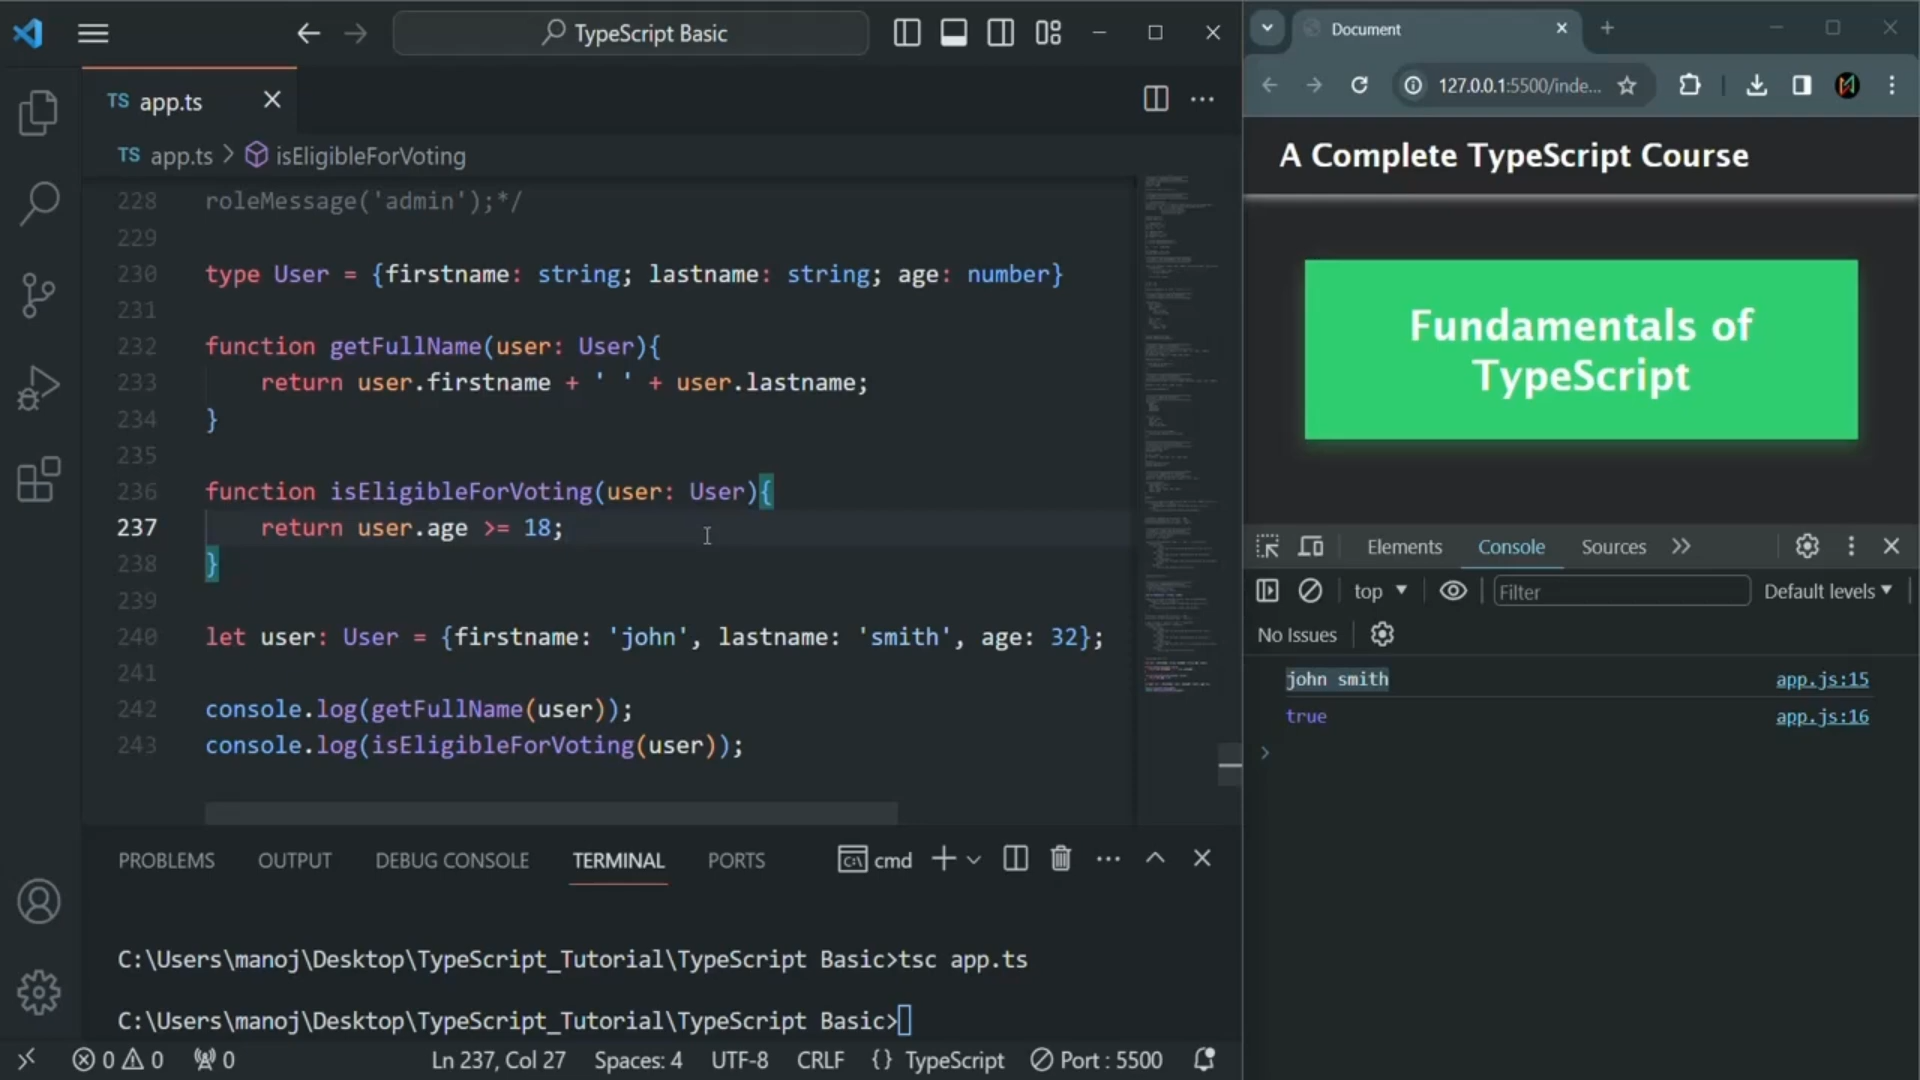 TypeScript Basic
TS app.ts
TS app.ts > isEligibleForVoting
228 roleMessage('admin');*/
229
230 type User = {firstname: string; lastname: string; age: number}
231
232 function getFullName(user: User){
233 return user.firstname + ' ' + user.lastname;
234 }
235
236 function isEligibleForVoting(user: User){
237 return user.age >= 18;
238 }
239
240 let user: User = {firstname: 'john', lastname: 'smith', age: 32};
241
242 console.log(getFullName(user));
243 console.log(isEligibleForVoting(user));
PROBLEMS OUTPUT DEBUG CONSOLE TERMINAL PORTS cmd
C:\Users\manoj\Desktop\TypeScript_Tutorial\TypeScript Basic>tsc app.ts
C:\Users\manoj\Desktop\TypeScript_Tutorial\TypeScript Basic>
0 0 0 Ln 237, Col 27 Spaces: 4 UTF-8 CRLF {} TypeScript Port : 5500
Document
127.0.0.1:5500/inde...
A Complete TypeScript Course
Fundamentals of
TypeScript
Elements Console Sources
top Filter Default levels
No Issues
john smith app.js:15
true app.js:16